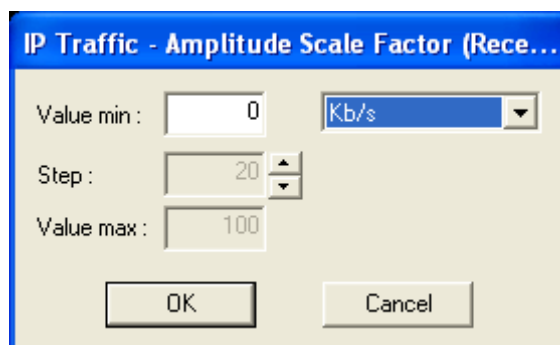 IP Traffic - Amplitude Scale Factor (Rece...
Value min : 0 Kb/s
Step : 20
Value max : 100
OK Cancel